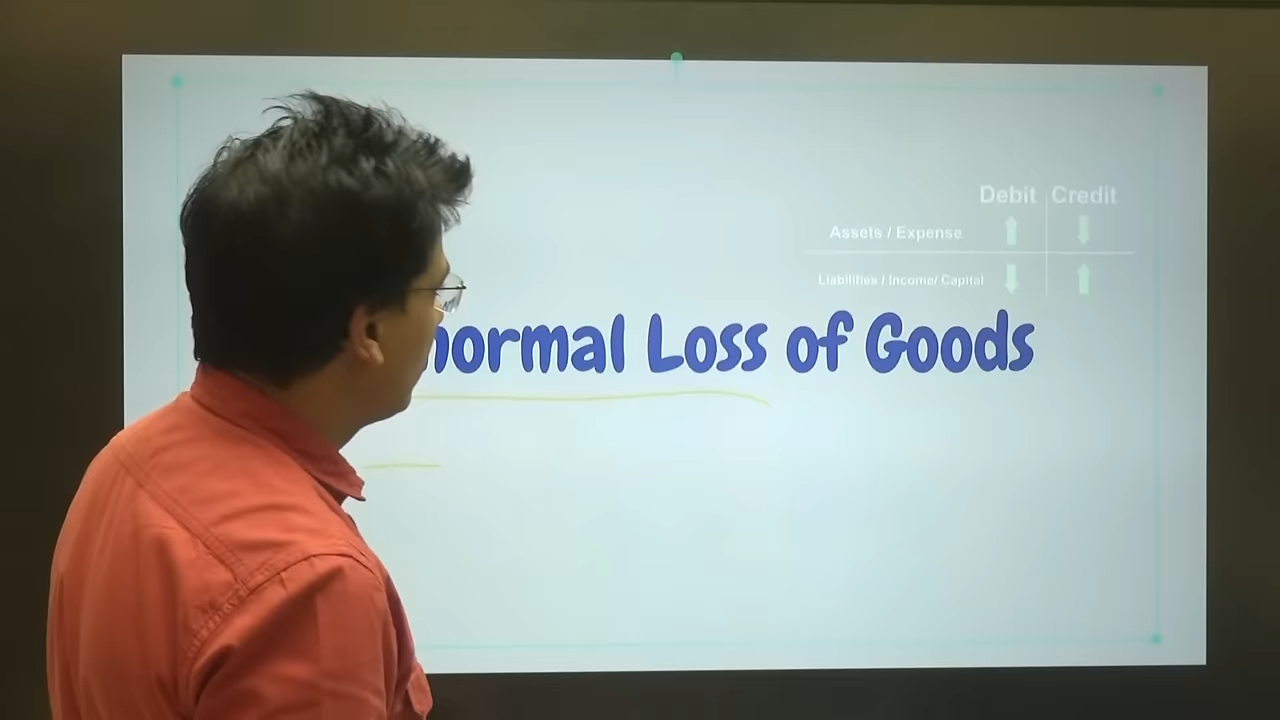 Debit Credit
Assets / Expense
Liabilities / Income/ Capital
normal Loss of Goods